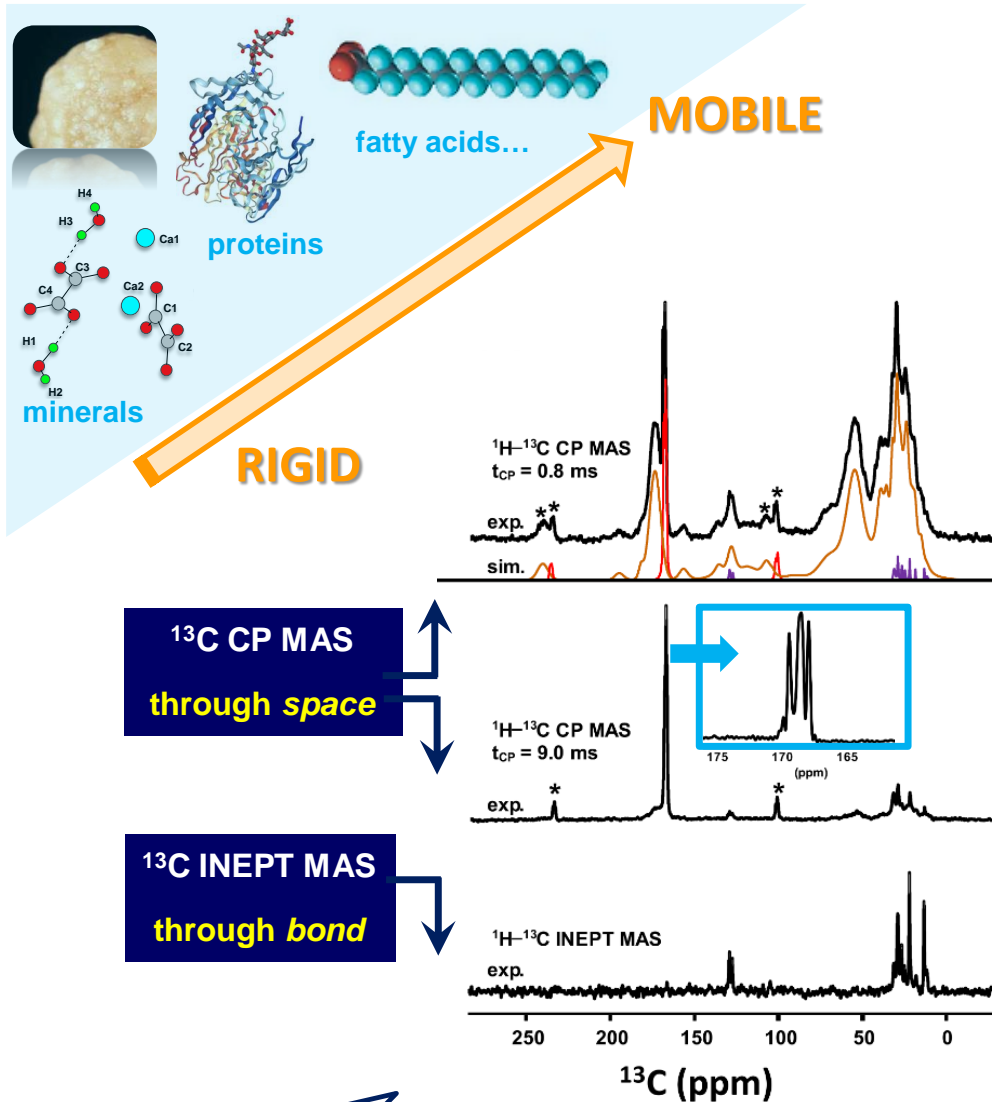 MOBILE
fatty acids…
proteins
H4
H3
Ca1
C3
C4
Ca2
C1
H1
C2
H2
minerals
RIGID
¹H–¹³C CP MAS
t_CP = 0.8 ms
* * * *
exp.
sim.
¹³C CP MAS
through space
¹H–¹³C CP MAS
t_CP = 9.0 ms
175 170 165
(ppm)
* *
exp.
¹³C INEPT MAS
through bond
¹H–¹³C INEPT MAS
exp.
250 200 150 100 50 0
¹³C (ppm)